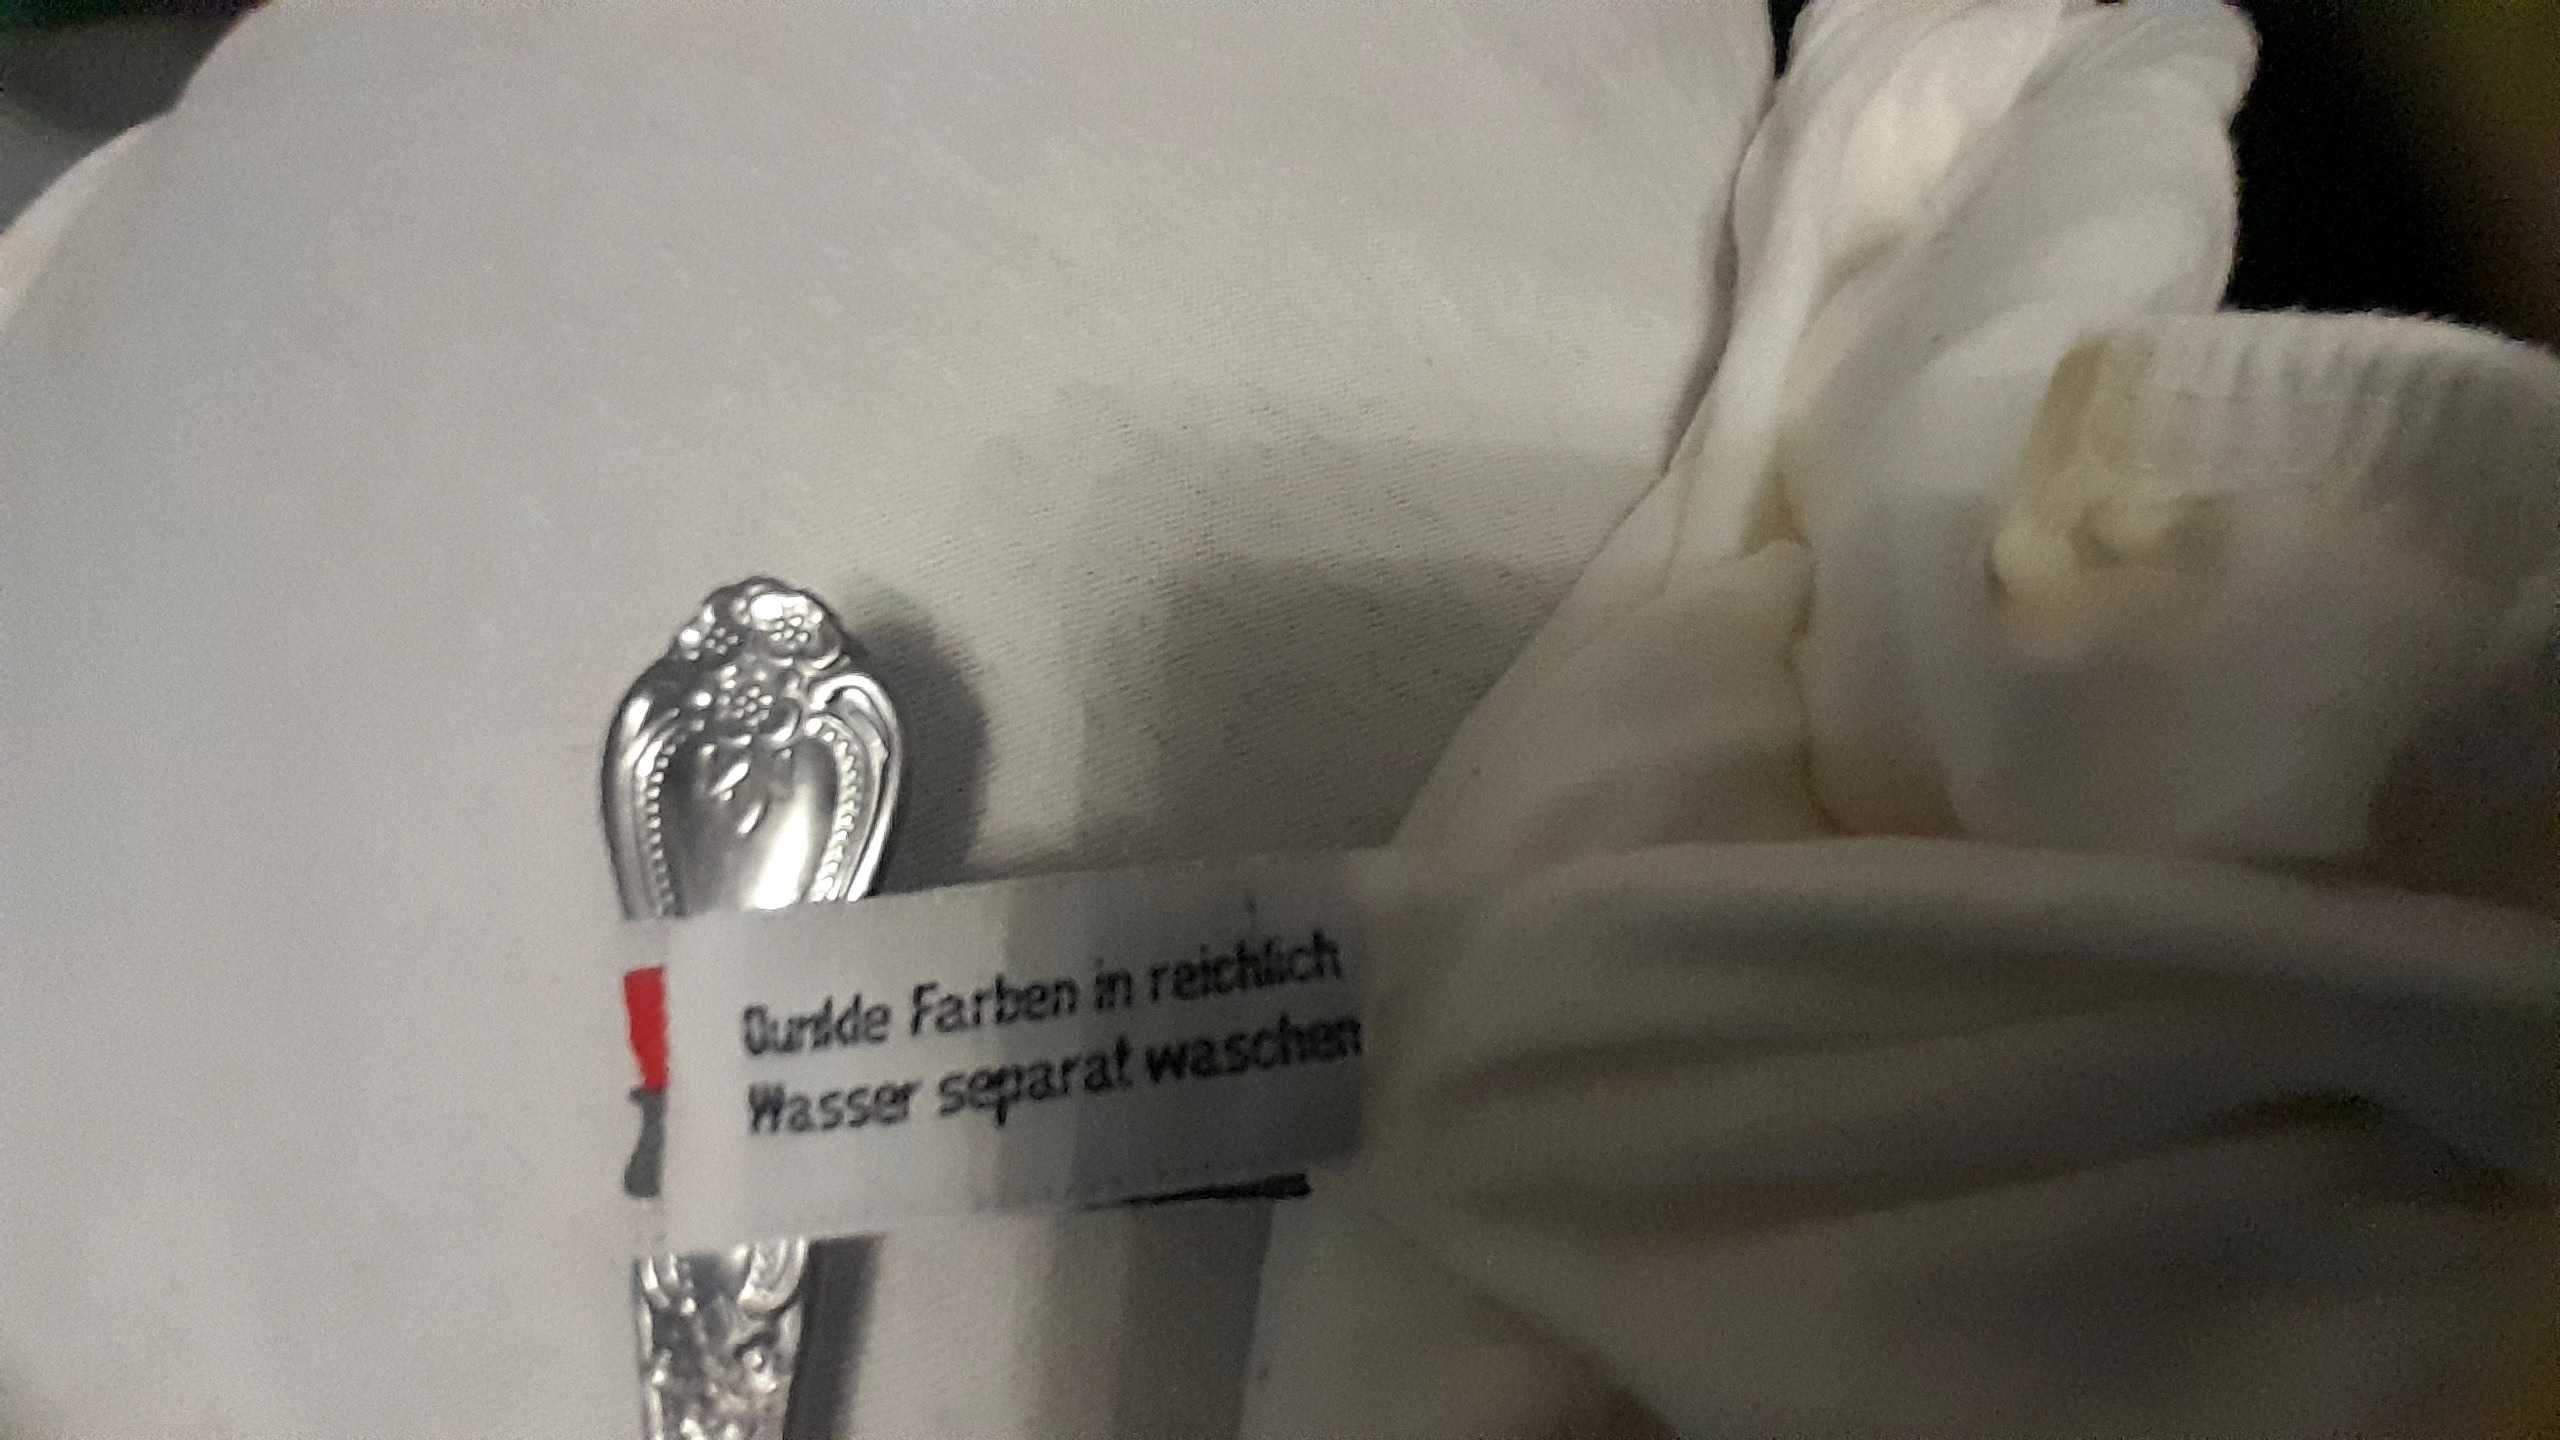 Dunkle Farben in reichlich
Wasser separat waschen